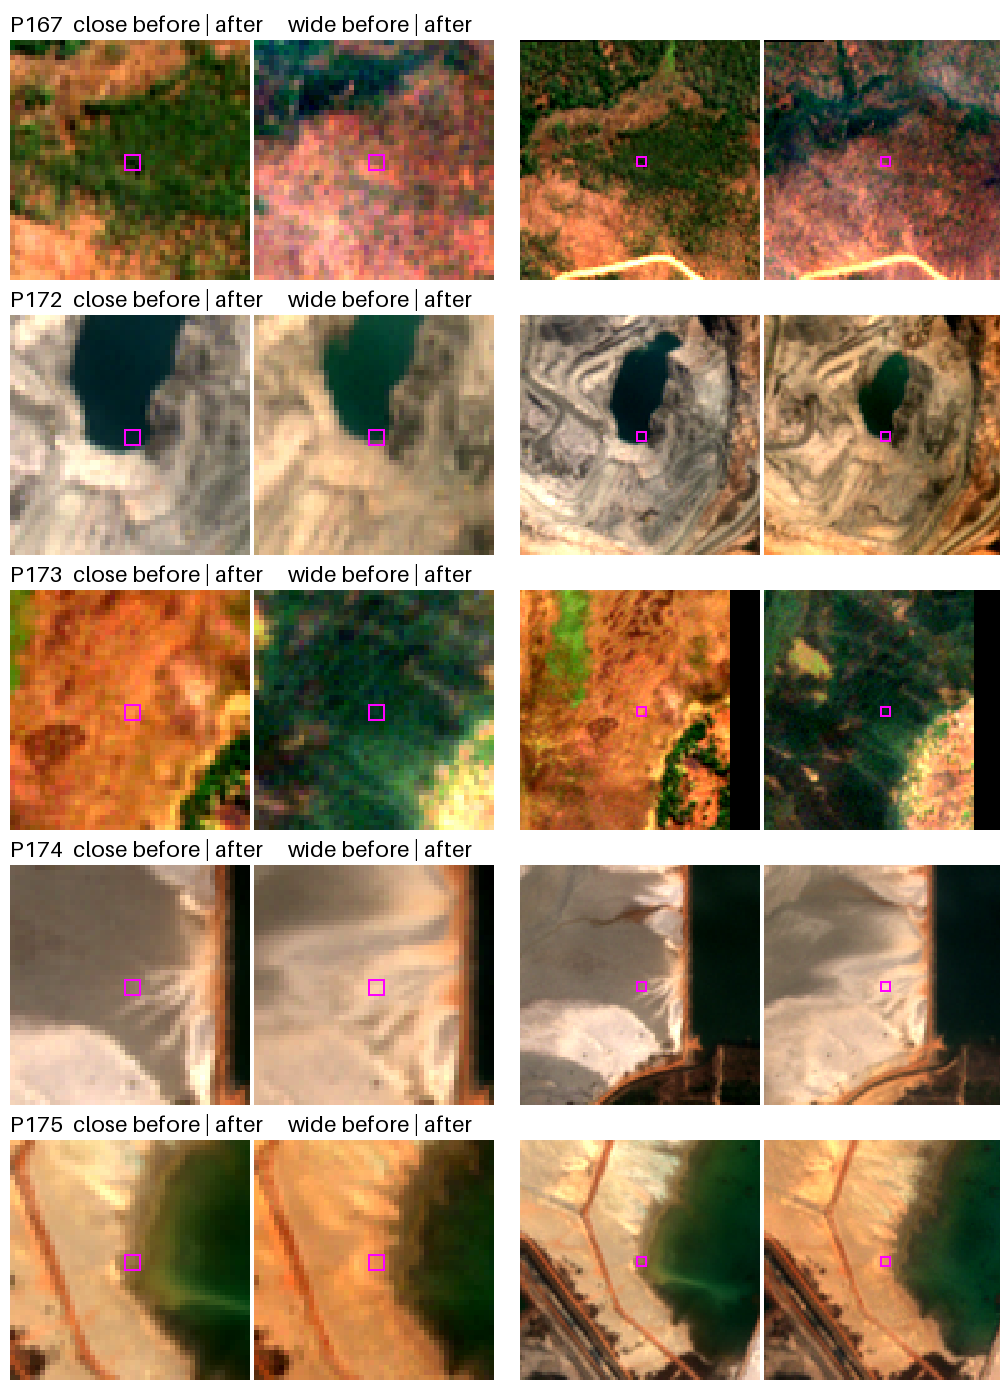 P167 close before | after wide before | after
P172 close before | after wide before | after
P173 close before | after wide before | after
P174 close before | after wide before | after
P175 close before | after wide before | after